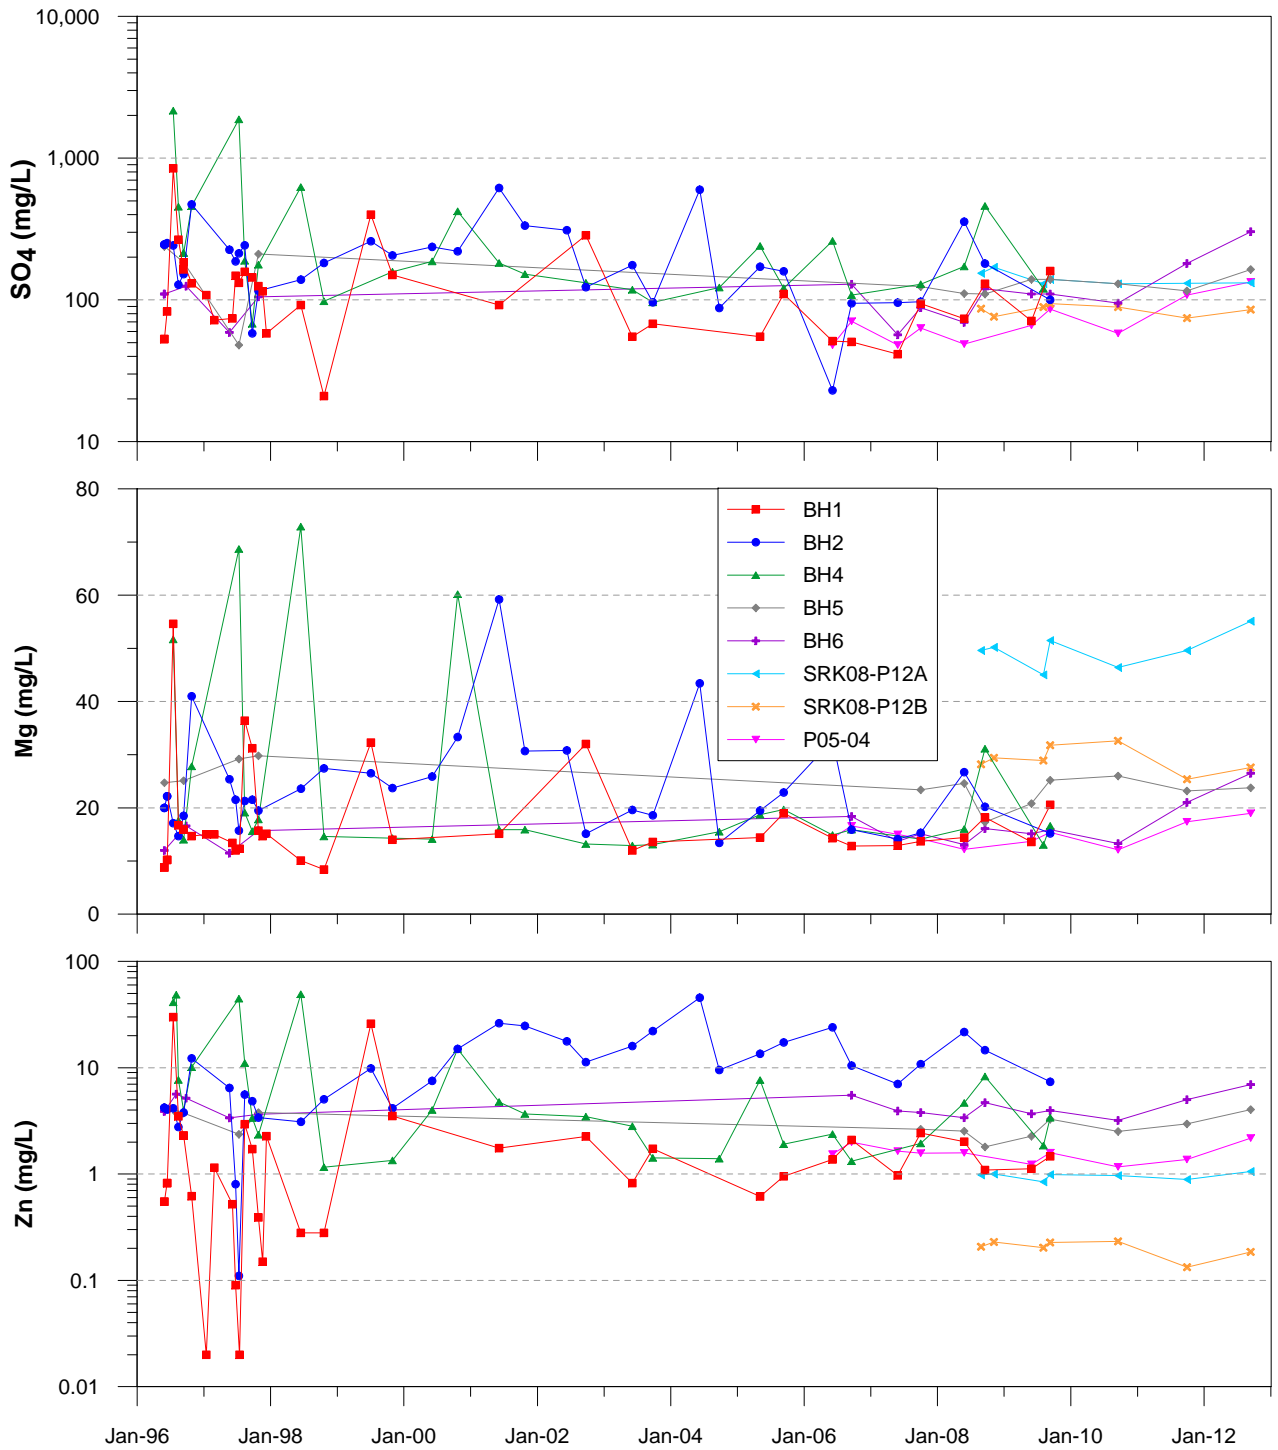 10,000
1,000
100
10
SO4 (mg/L)
80
60
40
20
0
Mg (mg/L)
BH1
BH2
BH4
BH5
BH6
SRK08-P12A
SRK08-P12B
P05-04
100
10
1
0.1
0.01
Zn (mg/L)
Jan-96 Jan-98 Jan-00 Jan-02 Jan-04 Jan-06 Jan-08 Jan-10 Jan-12